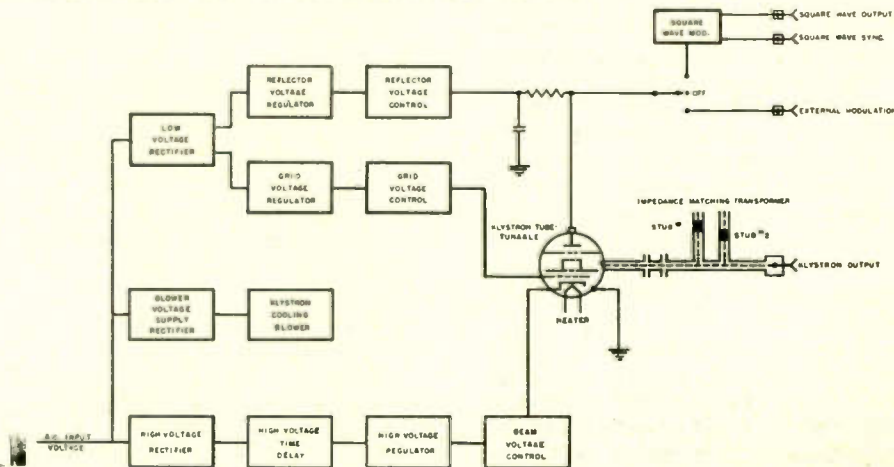 SQUARE WAVE MOD.
SQUARE WAVE OUTPUT
SQUARE WAVE SYNC.
OFF
EXTERNAL MODULATION
REFLECTOR
VOLTAGE
REGULATOR
REFLECTOR
VOLTAGE
CONTROL
LOW
VOLTAGE
RECTIFIER
GRID
VOLTAGE
REGULATOR
GRID
VOLTAGE
CONTROL
KLYSTRON TUBE-
TUNABLE
IMPEDANCE MATCHING TRANSFORMER
STUB
STUB #2
KLYSTRON OUTPUT
HEATER
BLOWER
VOLTAGE
SUPPLY
RECTIFIER
KLYSTRON
COOLING
BLOWER
A.C. INPUT
VOLTAGE
HIGH VOLTAGE
RECTIFIER
HIGH VOLTAGE
TIME
DELAY
HIGH VOLTAGE
REGULATOR
BEAM
VOLTAGE
CONTROL